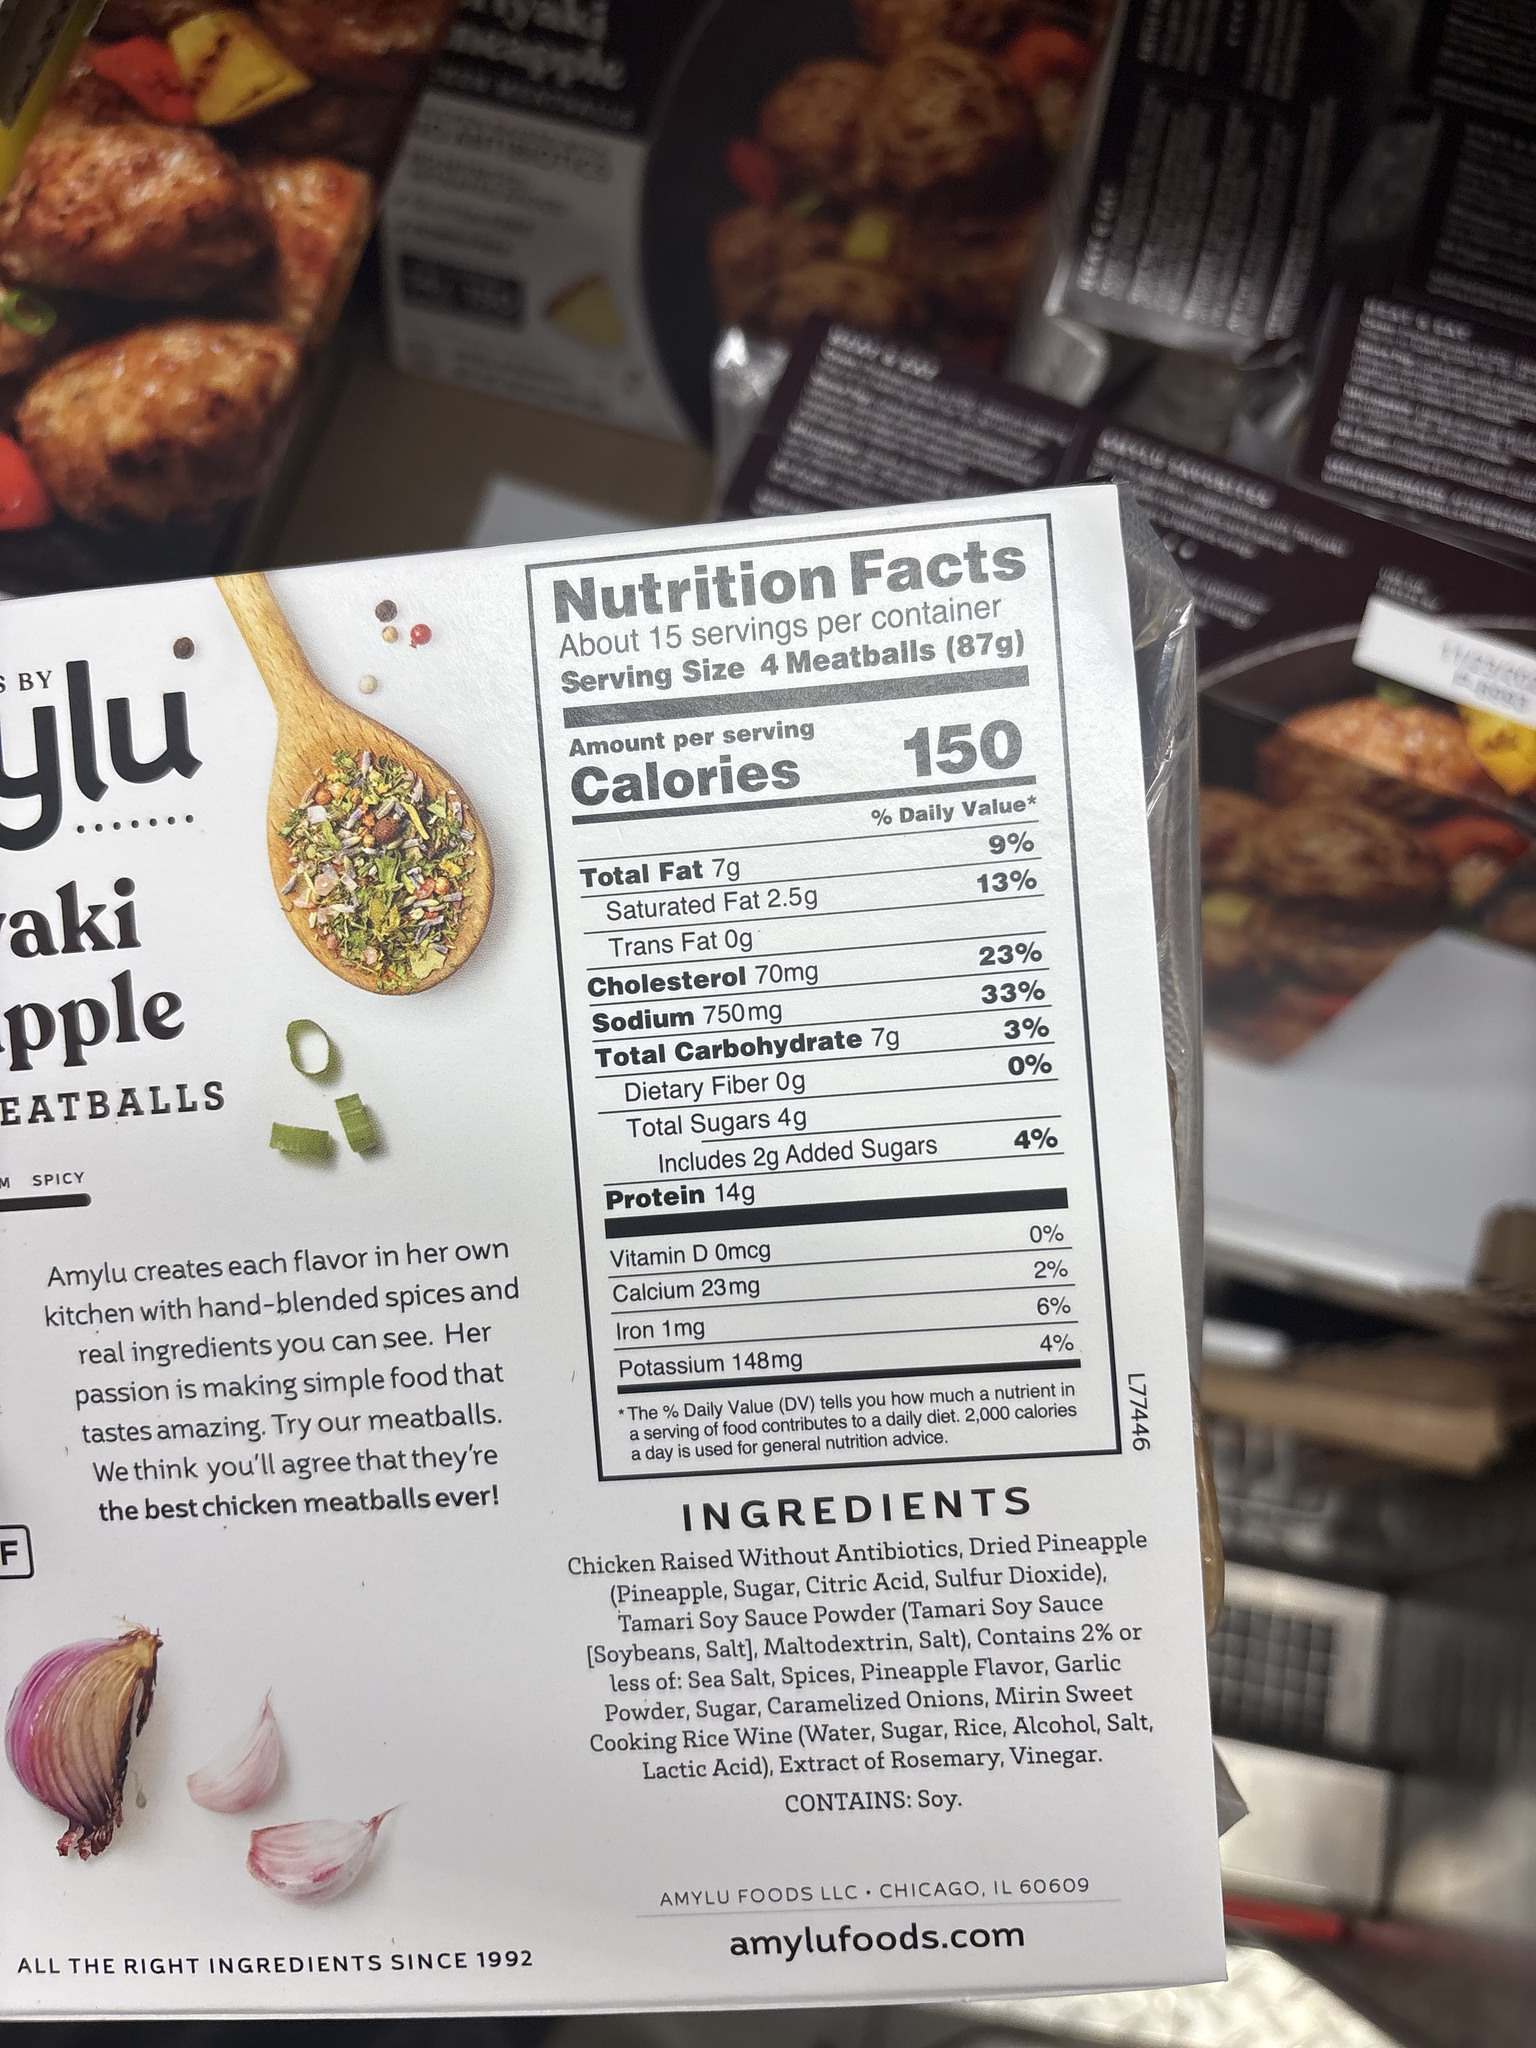 iyaki
neapple
S BY
ylu
yaki
apple
EATBALLS
M SPICY
Amylu creates each flavor in her own
kitchen with hand-blended spices and
real ingredients you can see. Her
passion is making simple food that
tastes amazing. Try our meatballs.
We think you'll agree that they're
the best chicken meatballs ever!
F
ALL THE RIGHT INGREDIENTS SINCE 1992
Nutrition Facts
About 15 servings per container
Serving Size 4 Meatballs (87g)
Amount per serving
Calories 150
% Daily Value*
Total Fat 7g 9%
Saturated Fat 2.5g 13%
Trans Fat 0g
Cholesterol 70mg 23%
Sodium 750mg 33%
Total Carbohydrate 7g 3%
Dietary Fiber 0g 0%
Total Sugars 4g
Includes 2g Added Sugars 4%
Protein 14g
Vitamin D 0mcg 0%
Calcium 23mg 2%
Iron 1mg 6%
Potassium 148mg 4%
*The % Daily Value (DV) tells you how much a nutrient in
a serving of food contributes to a daily diet. 2,000 calories
a day is used for general nutrition advice.
L77446
INGREDIENTS
Chicken Raised Without Antibiotics, Dried Pineapple
(Pineapple, Sugar, Citric Acid, Sulfur Dioxide),
Tamari Soy Sauce Powder (Tamari Soy Sauce
[Soybeans, Salt], Maltodextrin, Salt), Contains 2% or
less of: Sea Salt, Spices, Pineapple Flavor, Garlic
Powder, Sugar, Caramelized Onions, Mirin Sweet
Cooking Rice Wine (Water, Sugar, Rice, Alcohol, Salt,
Lactic Acid), Extract of Rosemary, Vinegar.
CONTAINS: Soy.
AMYLU FOODS LLC • CHICAGO, IL 60609
amylufoods.com